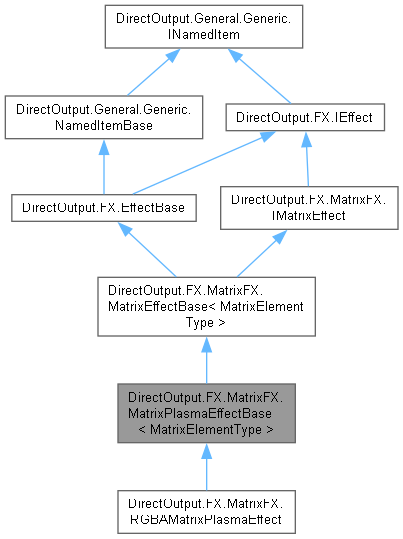 DirectOutput.General.Generic.
INamedItem
DirectOutput.General.Generic.
NamedItemBase
DirectOutput.FX.IEffect
DirectOutput.FX.EffectBase
DirectOutput.FX.MatrixFX.
IMatrixEffect
DirectOutput.FX.MatrixFX.
MatrixEffectBase< MatrixElement
Type >
DirectOutput.FX.MatrixFX.
MatrixPlasmaEffectBase
< MatrixElementType >
DirectOutput.FX.MatrixFX.
RGBAMatrixPlasmaEffect